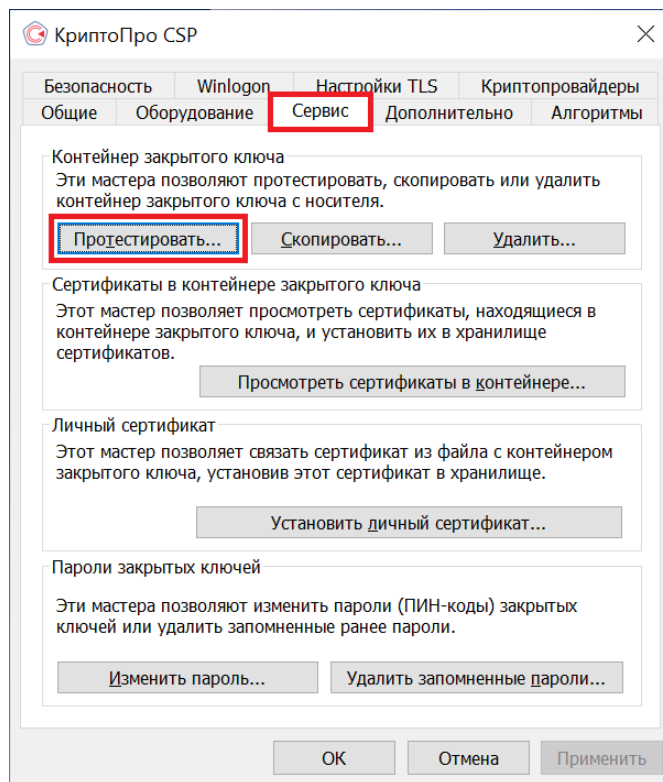 КриптоПро CSP
Безопасность Winlogon Настройки TLS Криптопровайдеры
Общие Оборудование Сервис Дополнительно Алгоритмы
Контейнер закрытого ключа
Эти мастера позволяют протестировать, скопировать или удалить
контейнер закрытого ключа с носителя.
Протестировать... Скопировать... Удалить...
Сертификаты в контейнере закрытого ключа
Этот мастер позволяет просмотреть сертификаты, находящиеся в
контейнере закрытого ключа, и установить их в хранилище
сертификатов.
Просмотреть сертификаты в контейнере...
Личный сертификат
Этот мастер позволяет связать сертификат из файла с контейнером
закрытого ключа, установив этот сертификат в хранилище.
Установить личный сертификат...
Пароли закрытых ключей
Эти мастера позволяют изменить пароли (ПИН-коды) закрытых
ключей или удалить запомненные ранее пароли.
Изменить пароль... Удалить запомненные пароли...
ОК Отмена Применить